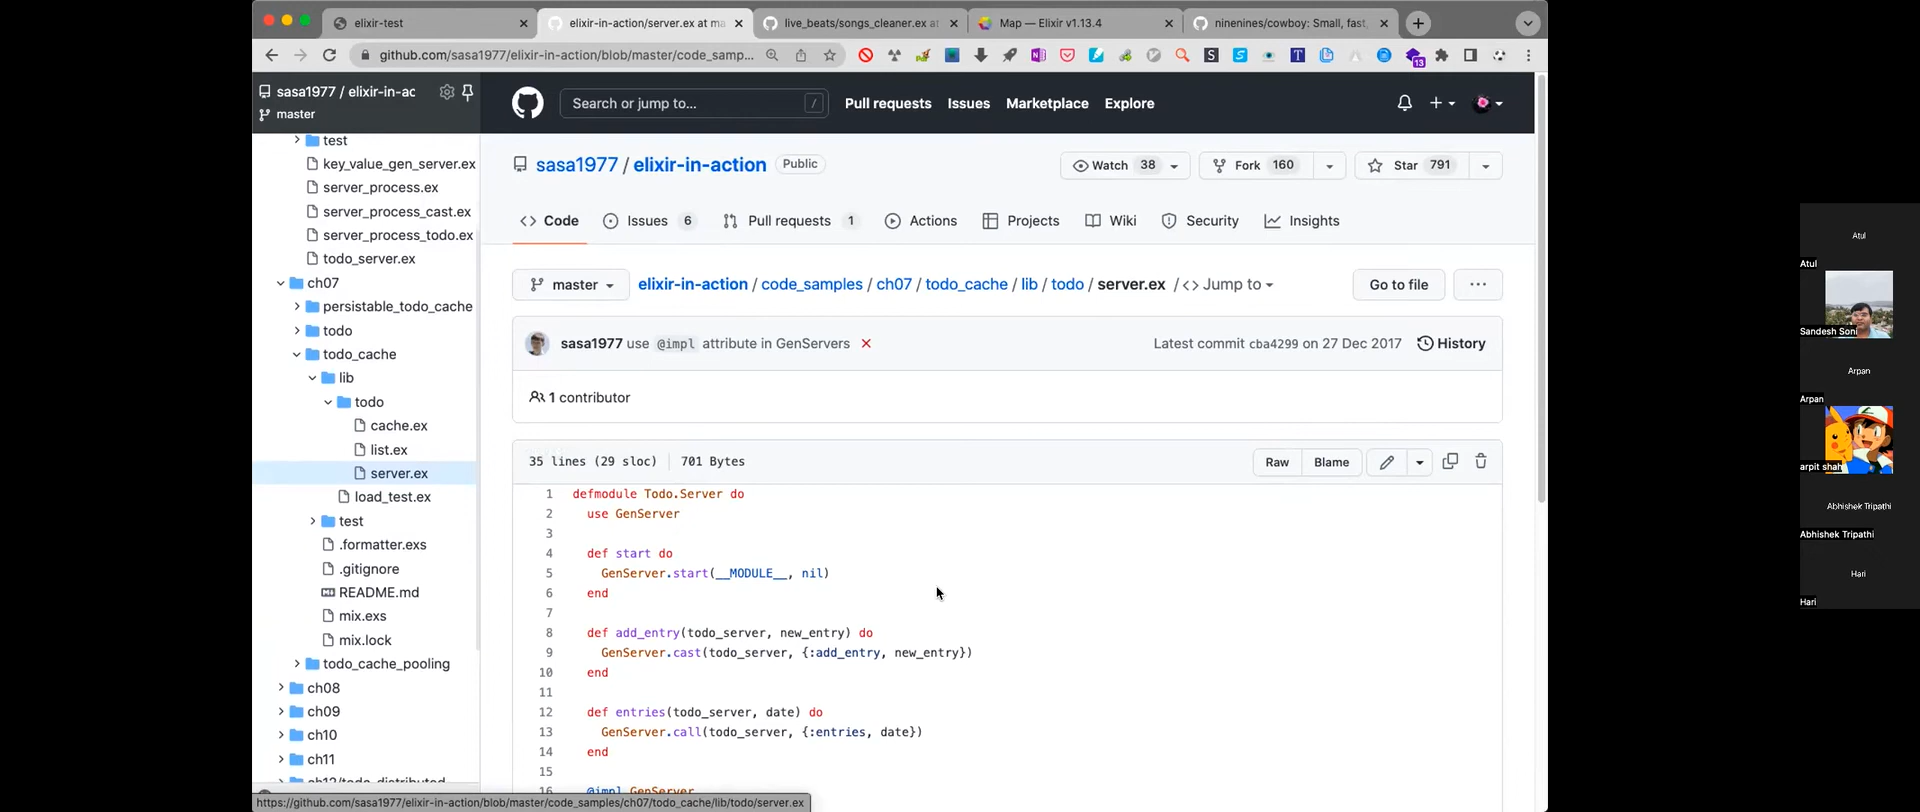 elixir-test
elixir-in-action/server.ex at ma
live_beats/songs_cleaner.ex at
Map — Elixir v1.13.4
ninenines/cowboy: Small, fast,
github.com/sasa1977/elixir-in-action/blob/master/code_samp...
13
sasa1977 / elixir-in-ac
master
Search or jump to...
/
Pull requests
Issues
Marketplace
Explore
test
key_value_gen_server.ex
server_process.ex
server_process_cast.ex
server_process_todo.ex
todo_server.ex
ch07
persistable_todo_cache
todo
todo_cache
lib
todo
cache.ex
list.ex
server.ex
load_test.ex
test
.formatter.exs
.gitignore
README.md
mix.exs
mix.lock
todo_cache_pooling
ch08
ch09
ch10
ch11
ch12/todo_distributed
sasa1977 / elixir-in-action Public
Watch 38
Fork 160
Star 791
Code
Issues 6
Pull requests 1
Actions
Projects
Wiki
Security
Insights
master
elixir-in-action / code_samples / ch07 / todo_cache / lib / todo / server.ex / <> Jump to
Go to file
...
sasa1977 use @impl attribute in GenServers
Latest commit cba4299 on 27 Dec 2017
History
1 contributor
35 lines (29 sloc) 701 Bytes
Raw
Blame
1 defmodule Todo.Server do
2 use GenServer
3
4 def start do
5 GenServer.start(__MODULE__, nil)
6 end
7
8 def add_entry(todo_server, new_entry) do
9 GenServer.cast(todo_server, {:add_entry, new_entry})
10 end
11
12 def entries(todo_server, date) do
13 GenServer.call(todo_server, {:entries, date})
14 end
15
16 @impl GenServer
https://github.com/sasa1977/elixir-in-action/blob/master/code_samples/ch07/todo_cache/lib/todo/server.ex
Atul
Atul
Sandesh Soni
Arpan
Arpan
arpit shah
Abhishek Tripathi
Abhishek Tripathi
Hari
Hari